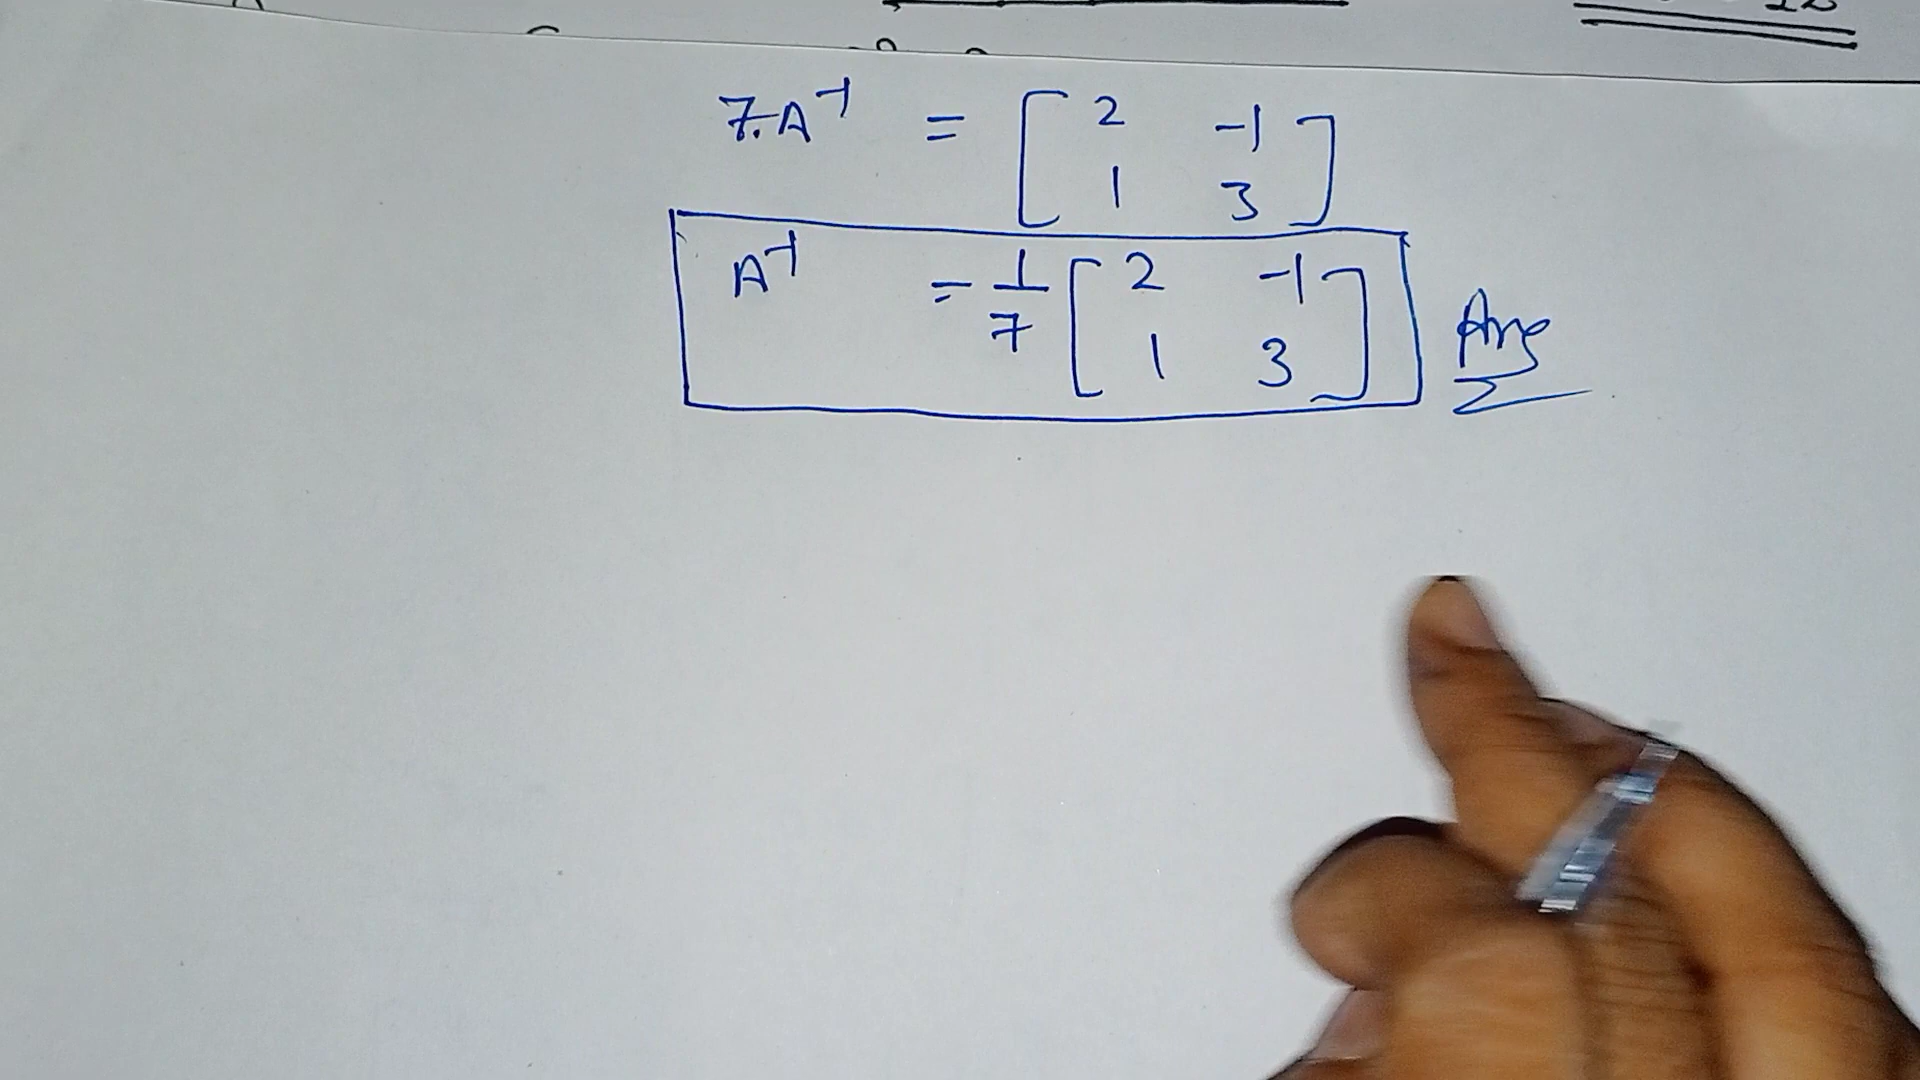 7.A⁻¹ = [ 2 -1
1 3 ]
A⁻¹ = 1/7 [ 2 -1
1 3 ] Ans